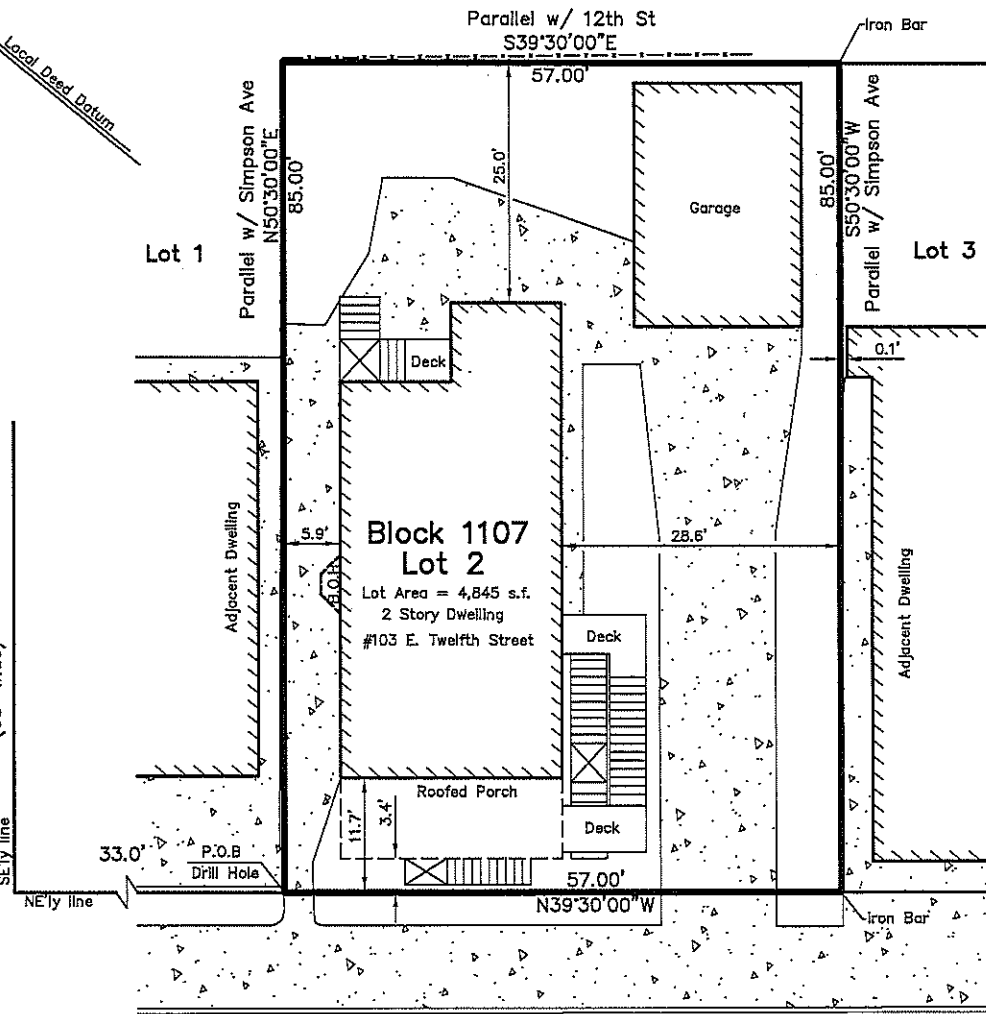 Parallel w/ 12th St
S39°30'00"E
57.00'
Iron Bar
Local Deed Datum
Parallel w/ Simpson Ave
N50°30'00"E
85.00'
25.0'
Garage
85.00'
S50°30'00"W
Parallel w/ Simpson Ave
Lot 1
Lot 3
0.1'
Deck
Adjacent Dwelling
5.9'
Block 1107
Lot 2
28.6'
B.O.H.
Lot Area = 4,845 s.f.
2 Story Dwelling
#103 E. Twelfth Street
Deck
Adjacent Dwelling
Roofed Porch
11.7'
3.4'
Deck
SE'ly line
33.0'
P.O.B
Drill Hole
57.00'
NE'ly line
N39°30'00"W
Iron Bar